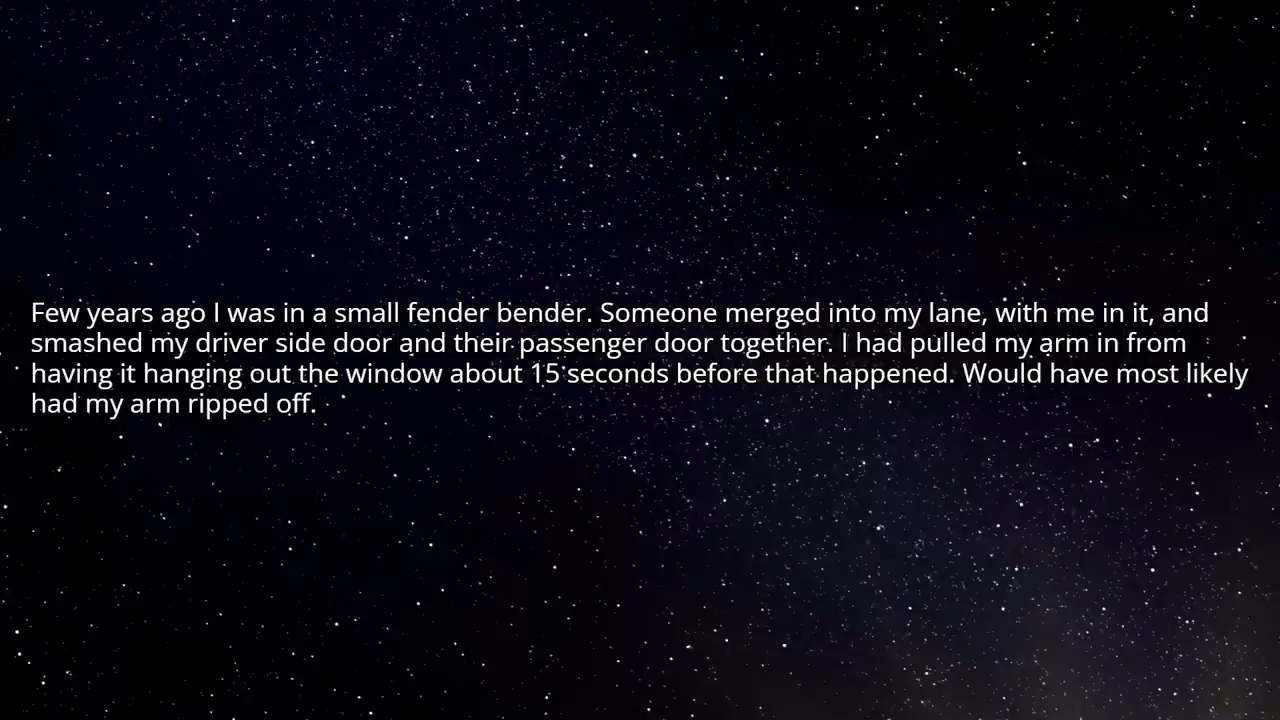 Few years ago I was in a small fender bender. Someone merged into my lane, with me in it, and
smashed my driver side door and their passenger door together. I had pulled my arm in from
having it hanging out the window about 15 seconds before that happened. Would have most likely
had my arm ripped off.